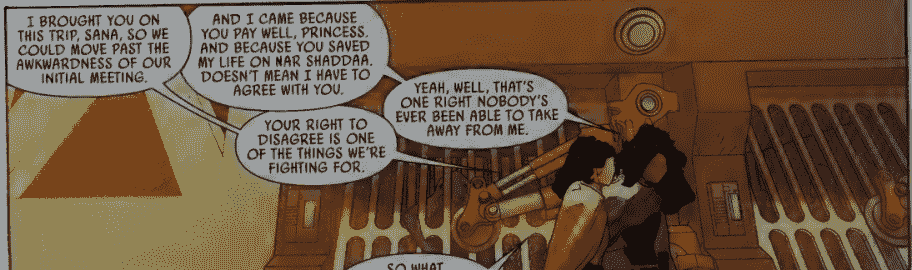 I BROUGHT YOU ON
THIS TRIP, SANA, SO WE
COULD MOVE PAST THE
AWKWARDNESS OF OUR
INITIAL MEETING.
AND I CAME BECAUSE
YOU PAY WELL, PRINCESS.
AND BECAUSE YOU SAVED
MY LIFE ON NAR SHADDAA.
DOESN'T MEAN I HAVE TO
AGREE WITH YOU.
YOUR RIGHT TO
DISAGREE IS ONE
OF THE THINGS WE'RE
FIGHTING FOR.
YEAH, WELL, THAT'S
ONE RIGHT NOBODY'S
EVER BEEN ABLE TO TAKE
AWAY FROM ME.
SO WHAT